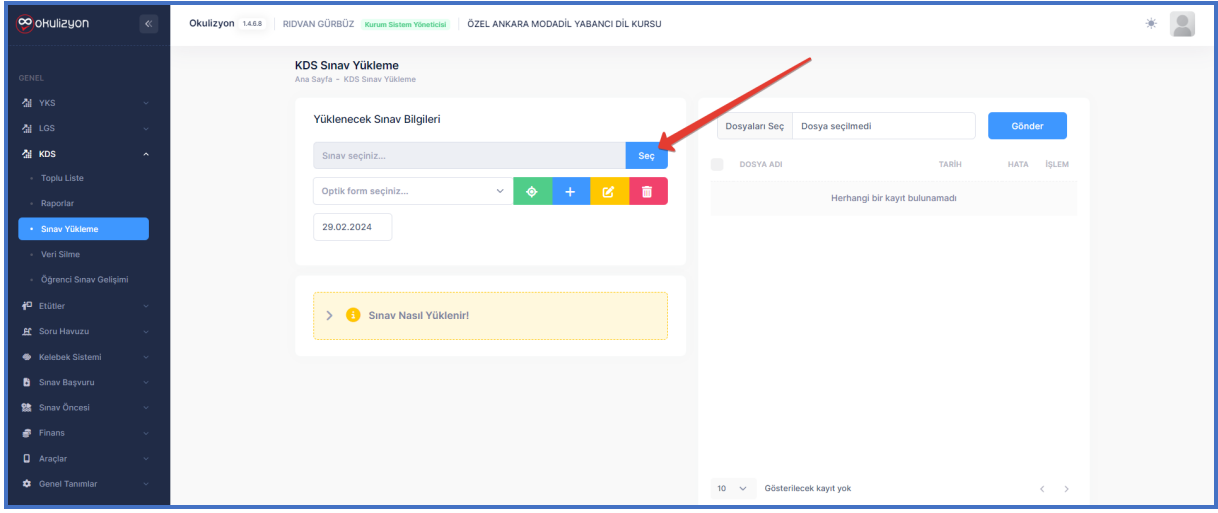 okulizyon
Okulizyon 1.4.6.8 RIDVAN GÜRBÜZ Kurum Sistem Yöneticisi ÖZEL ANKARA MODADİL YABANCI DİL KURSU
GENEL
YKS
LGS
KDS
Toplu Liste
Raporlar
Sınav Yükleme
Veri Silme
Öğrenci Sınav Gelişimi
Etütler
Soru Havuzu
Kelebek Sistemi
Sınav Başvuru
Sınav Öncesi
Finans
Araçlar
Genel Tanımlar
KDS Sınav Yükleme
Ana Sayfa - KDS Sınav Yükleme
Yüklenecek Sınav Bilgileri
Sınav seçiniz... Seç
Optik form seçiniz...
29.02.2024
Sınav Nasıl Yüklenir!
Dosyaları Seç Dosya seçilmedi Gönder
DOSYA ADI TARİH HATA İŞLEM
Herhangi bir kayıt bulunamadı
10 Gösterilecek kayıt yok